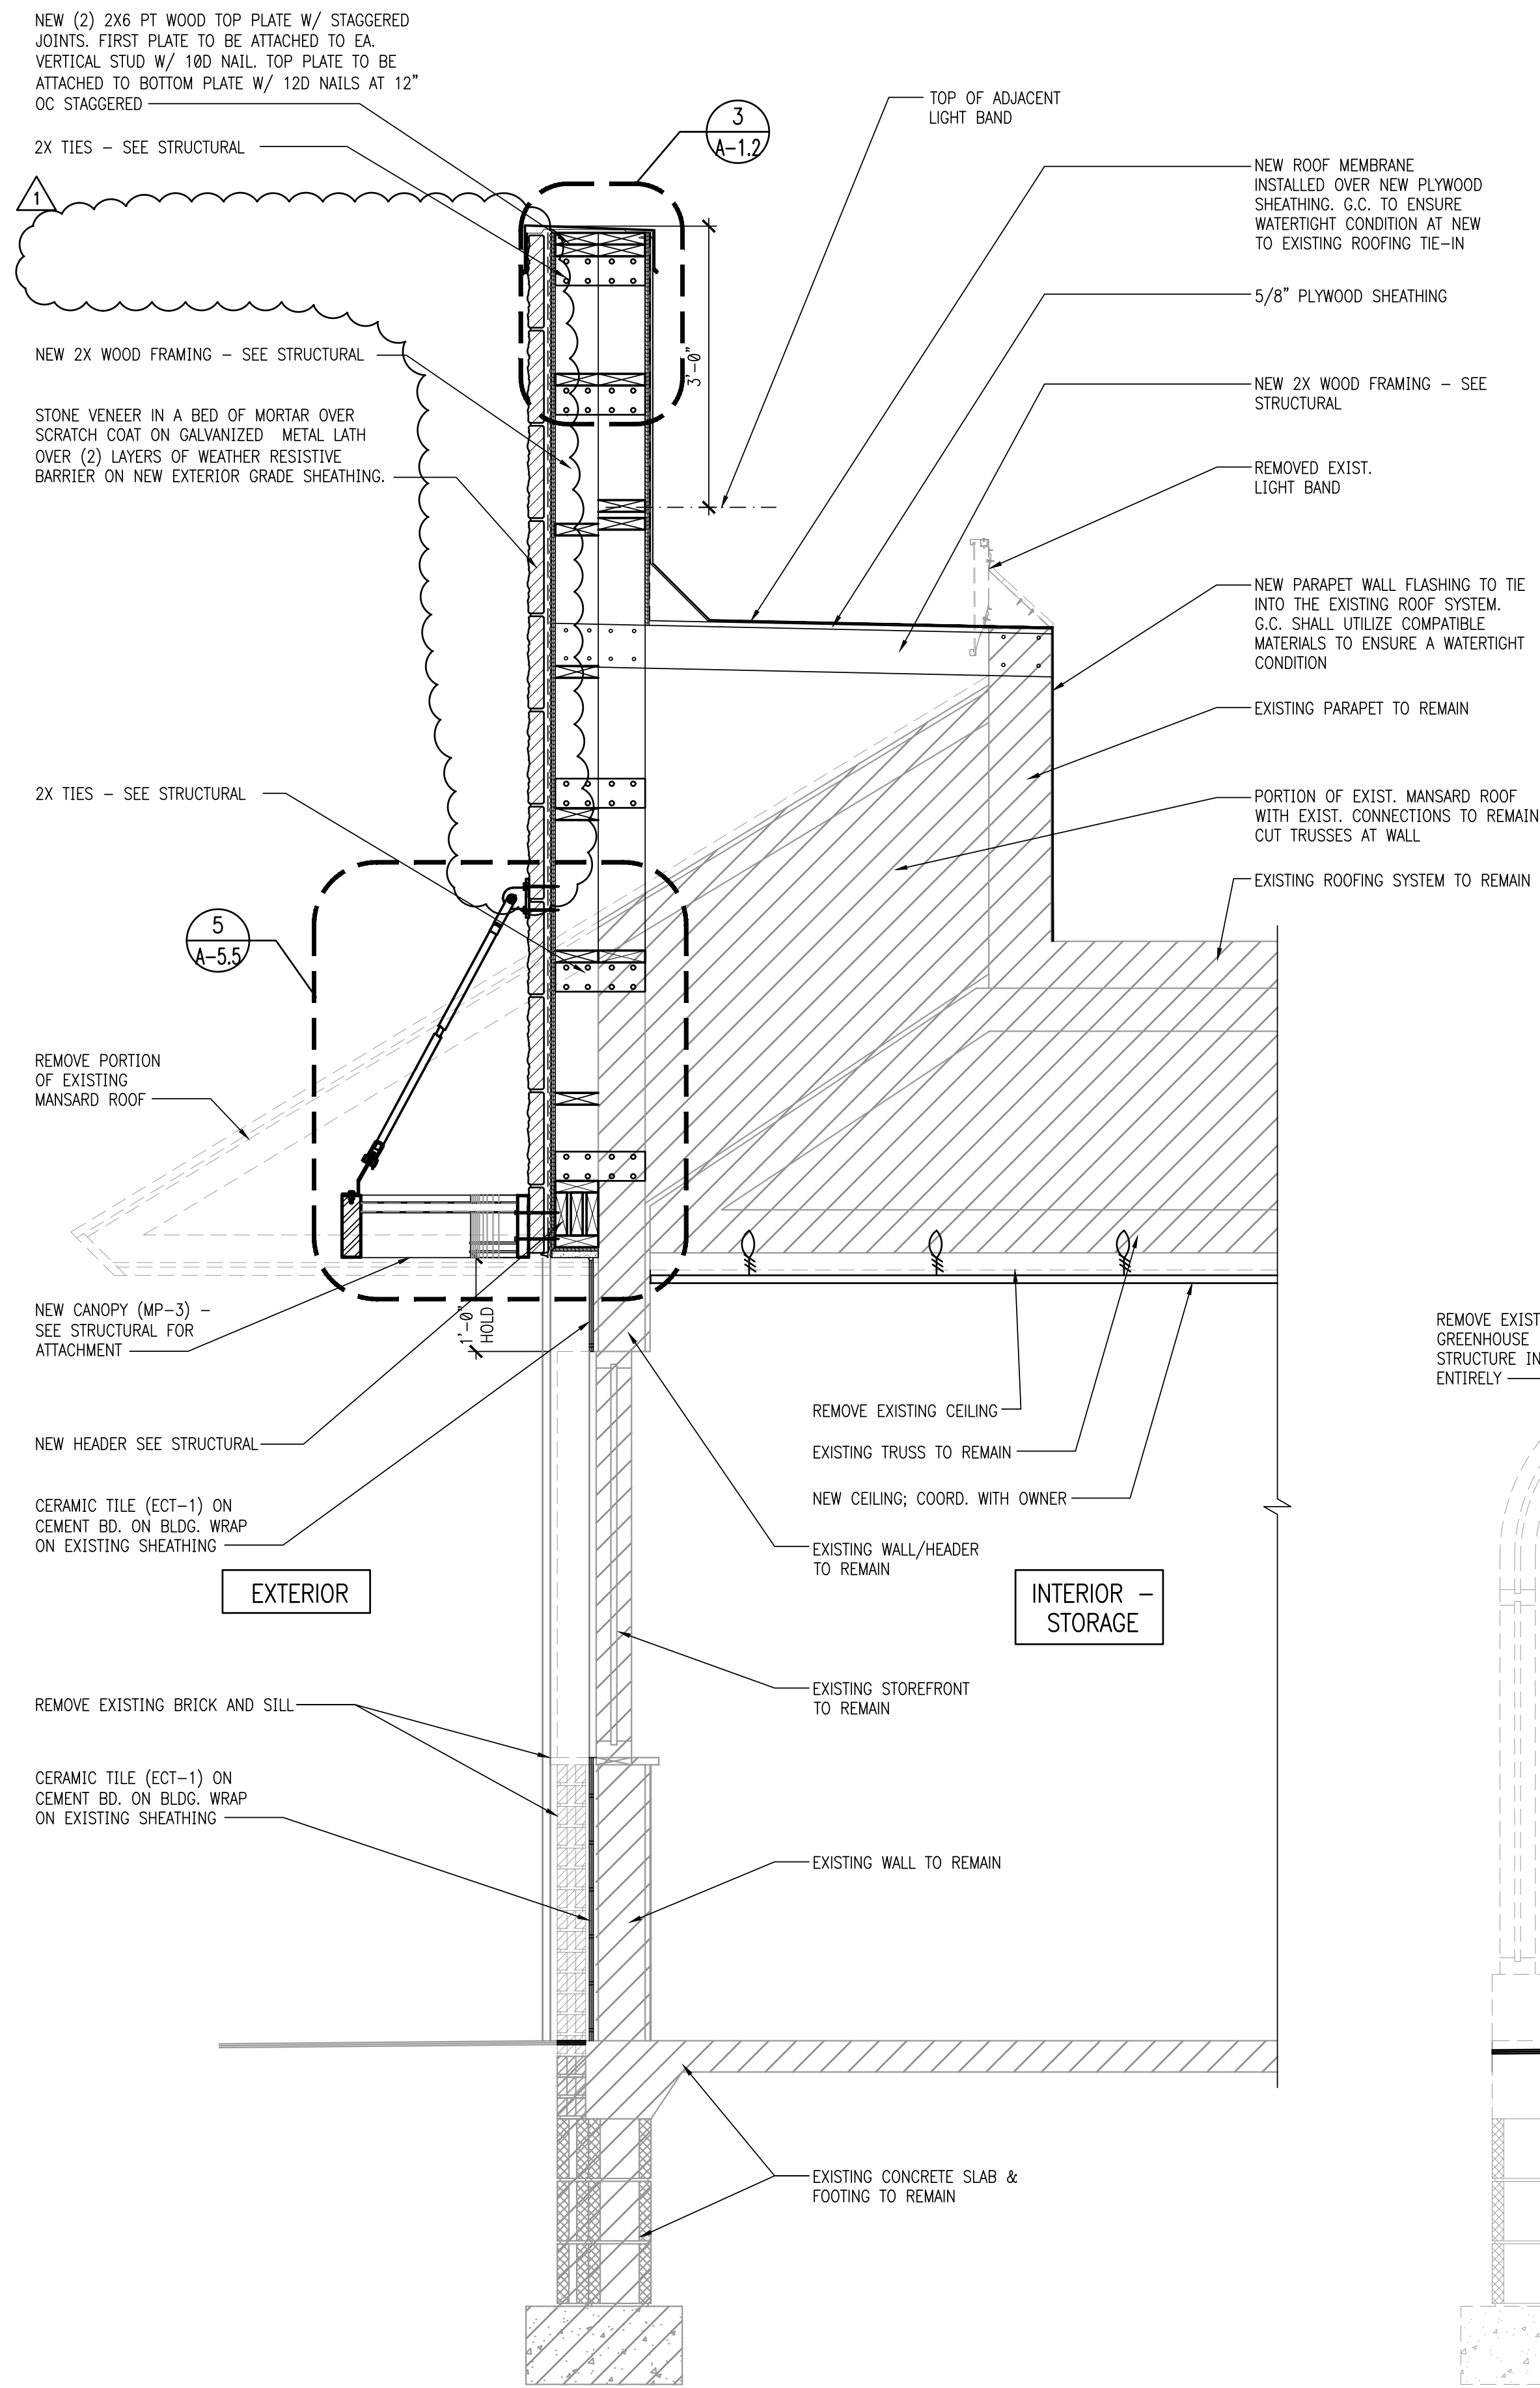 NEW (2) 2X6 PT WOOD TOP PLATE W/ STAGGERED
JOINTS. FIRST PLATE TO BE ATTACHED TO EA.
VERTICAL STUD W/ 10D NAIL. TOP PLATE TO BE
ATTACHED TO BOTTOM PLATE W/ 12D NAILS AT 12"
OC STAGGERED
2X TIES – SEE STRUCTURAL
1
NEW 2X WOOD FRAMING – SEE STRUCTURAL
STONE VENEER IN A BED OF MORTAR OVER
SCRATCH COAT ON GALVANIZED METAL LATH
OVER (2) LAYERS OF WEATHER RESISTIVE
BARRIER ON NEW EXTERIOR GRADE SHEATHING.
2X TIES – SEE STRUCTURAL
5
A-5.5
REMOVE PORTION
OF EXISTING
MANSARD ROOF
NEW CANOPY (MP-3) –
SEE STRUCTURAL FOR
ATTACHMENT
1'-0"
HOLD
NEW HEADER SEE STRUCTURAL
CERAMIC TILE (ECT-1) ON
CEMENT BD. ON BLDG. WRAP
ON EXISTING SHEATHING
EXTERIOR
REMOVE EXISTING BRICK AND SILL
CERAMIC TILE (ECT-1) ON
CEMENT BD. ON BLDG. WRAP
ON EXISTING SHEATHING
3
A-1.2
3'-0"
TOP OF ADJACENT
LIGHT BAND
NEW ROOF MEMBRANE
INSTALLED OVER NEW PLYWOOD
SHEATHING. G.C. TO ENSURE
WATERTIGHT CONDITION AT NEW
TO EXISTING ROOFING TIE-IN
5/8" PLYWOOD SHEATHING
NEW 2X WOOD FRAMING – SEE
STRUCTURAL
REMOVED EXIST.
LIGHT BAND
NEW PARAPET WALL FLASHING TO TIE
INTO THE EXISTING ROOF SYSTEM.
G.C. SHALL UTILIZE COMPATIBLE
MATERIALS TO ENSURE A WATERTIGHT
CONDITION
EXISTING PARAPET TO REMAIN
PORTION OF EXIST. MANSARD ROOF
WITH EXIST. CONNECTIONS TO REMAIN
CUT TRUSSES AT WALL
EXISTING ROOFING SYSTEM TO REMAIN
REMOVE EXISTING CEILING
EXISTING TRUSS TO REMAIN
NEW CEILING; COORD. WITH OWNER
EXISTING WALL/HEADER
TO REMAIN
INTERIOR –
STORAGE
EXISTING STOREFRONT
TO REMAIN
EXISTING WALL TO REMAIN
EXISTING CONCRETE SLAB &
FOOTING TO REMAIN
REMOVE EXIST
GREENHOUSE
STRUCTURE IN
ENTIRELY